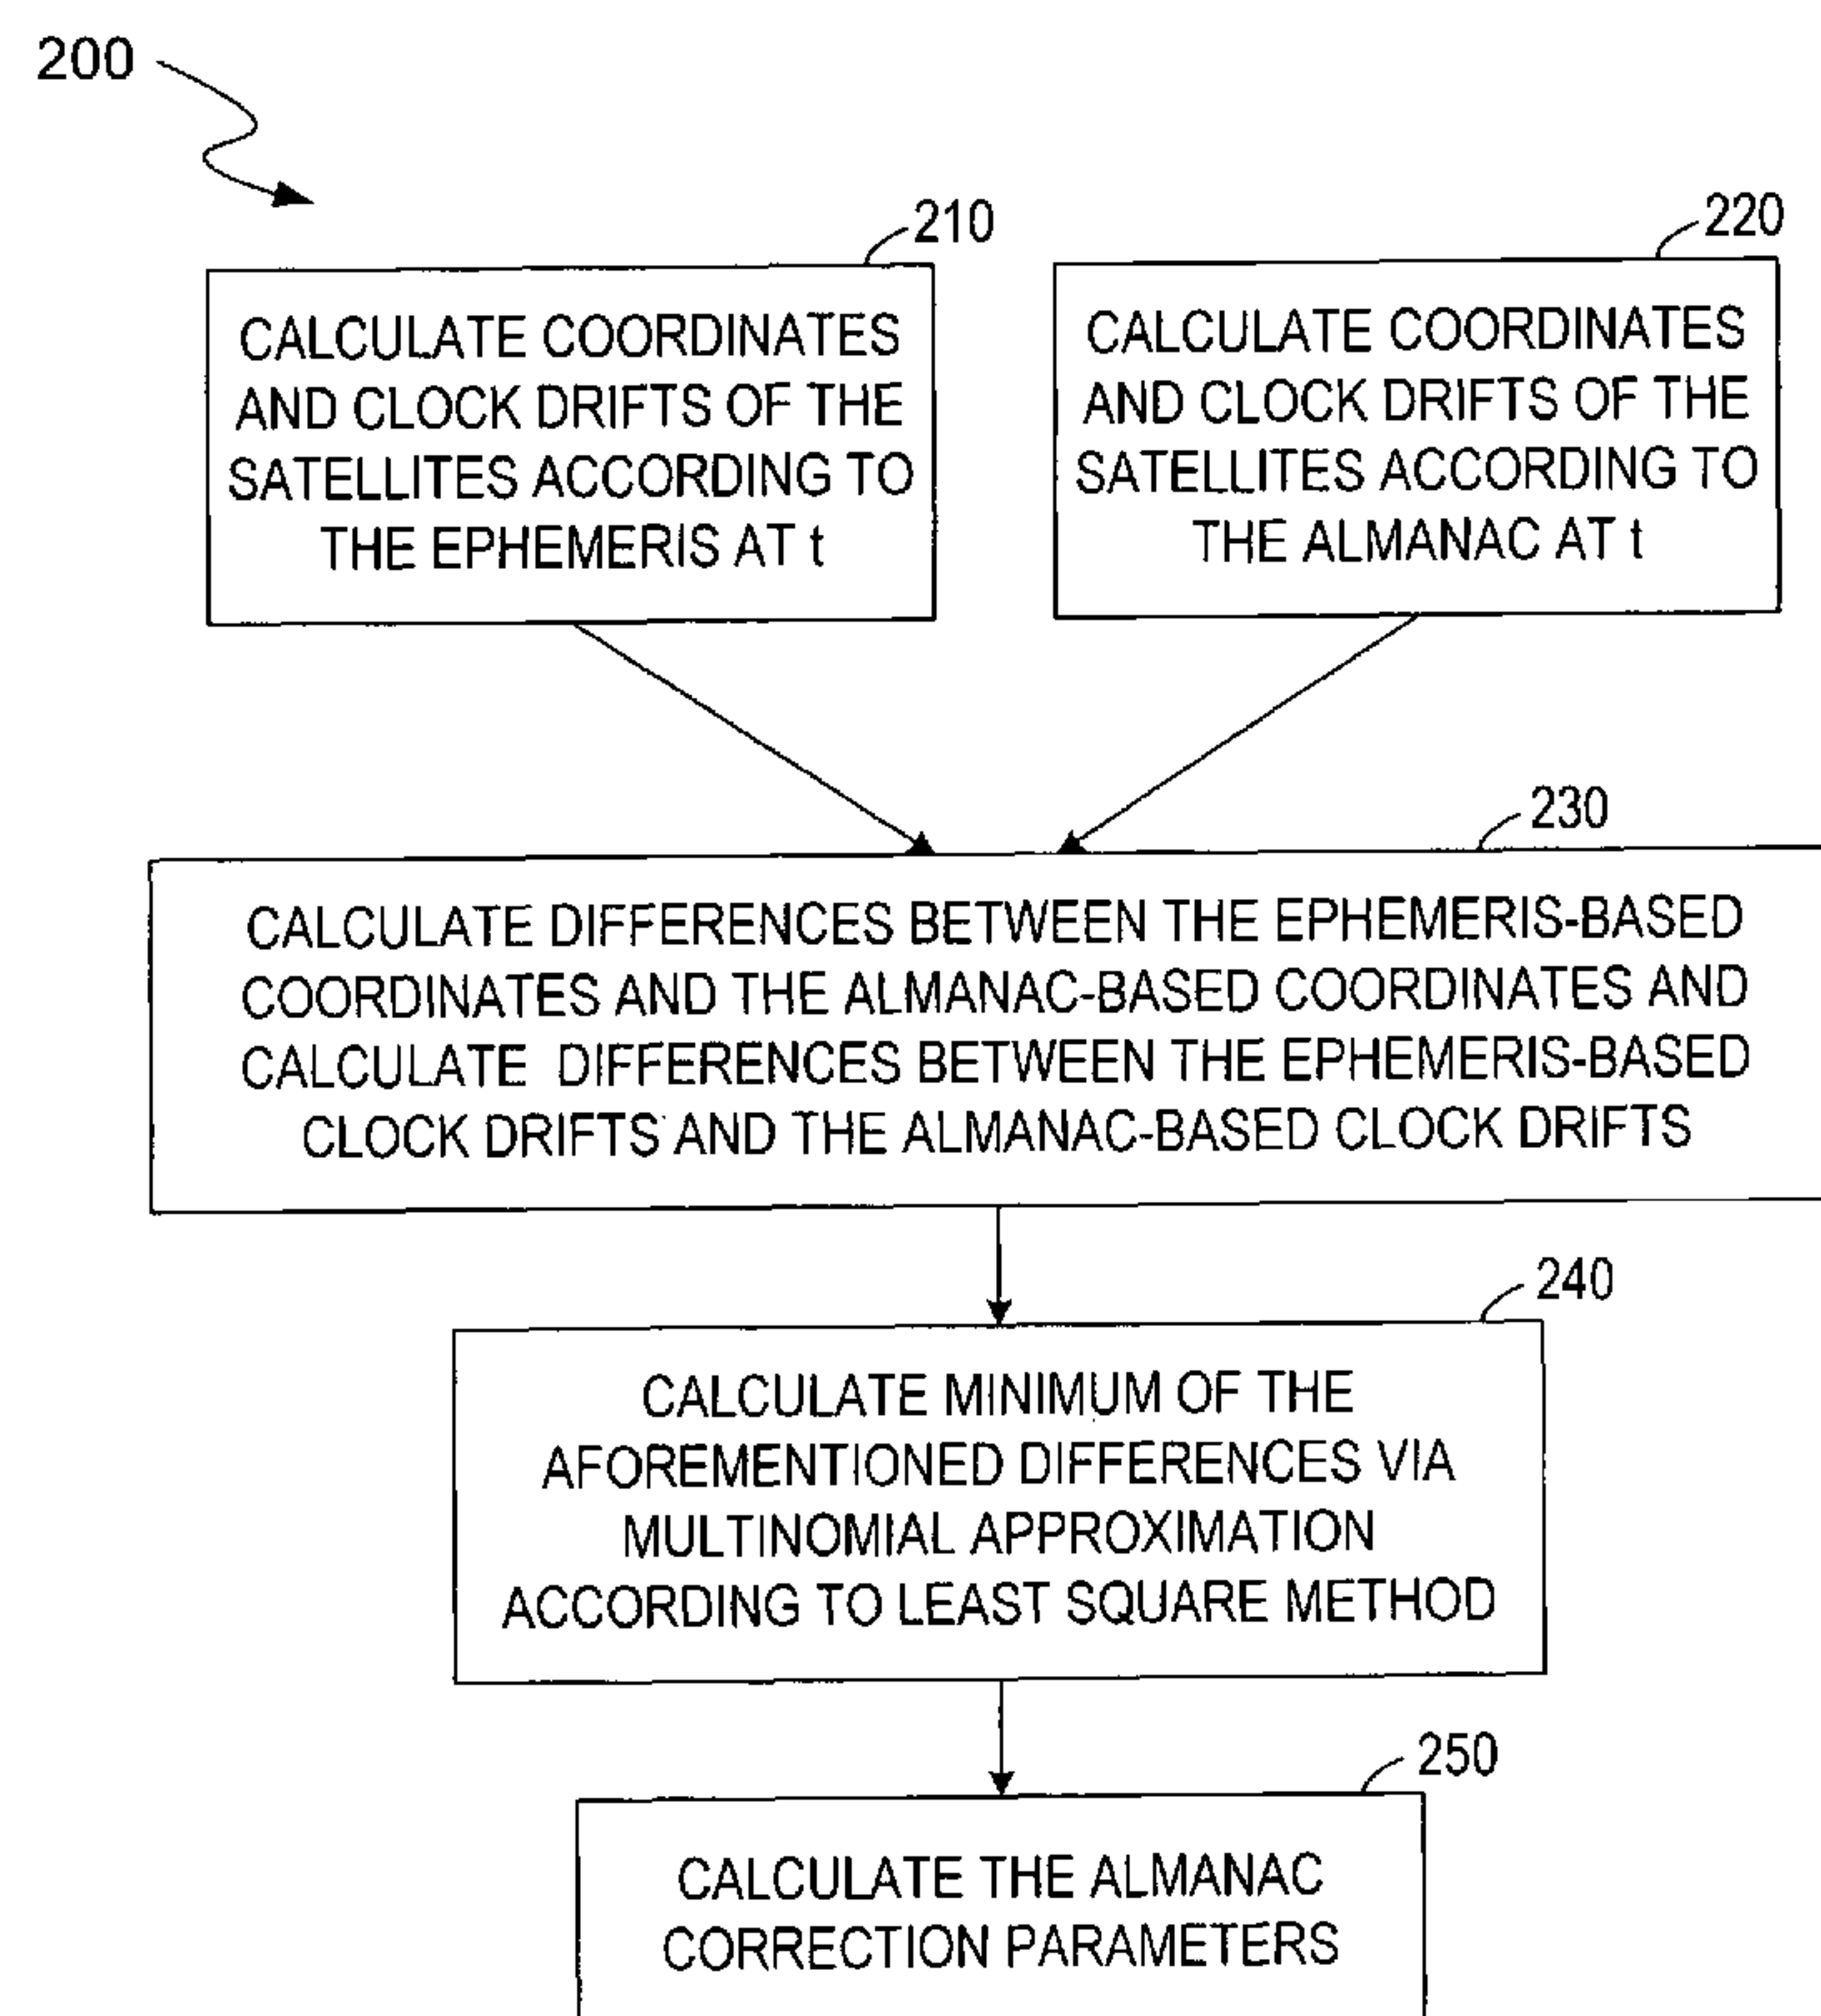 200
210
CALCULATE COORDINATES
AND CLOCK DRIFTS OF THE
SATELLITES ACCORDING TO
THE EPHEMERIS AT t
220
CALCULATE COORDINATES
AND CLOCK DRIFTS OF THE
SATELLITES ACCORDING TO
THE ALMANAC AT t
230
CALCULATE DIFFERENCES BETWEEN THE EPHEMERIS-BASED
COORDINATES AND THE ALMANAC-BASED COORDINATES AND
CALCULATE DIFFERENCES BETWEEN THE EPHEMERIS-BASED
CLOCK DRIFTS AND THE ALMANAC-BASED CLOCK DRIFTS
240
CALCULATE MINIMUM OF THE
AFOREMENTIONED DIFFERENCES VIA
MULTINOMIAL APPROXIMATION
ACCORDING TO LEAST SQUARE METHOD
250
CALCULATE THE ALMANAC
CORRECTION PARAMETERS